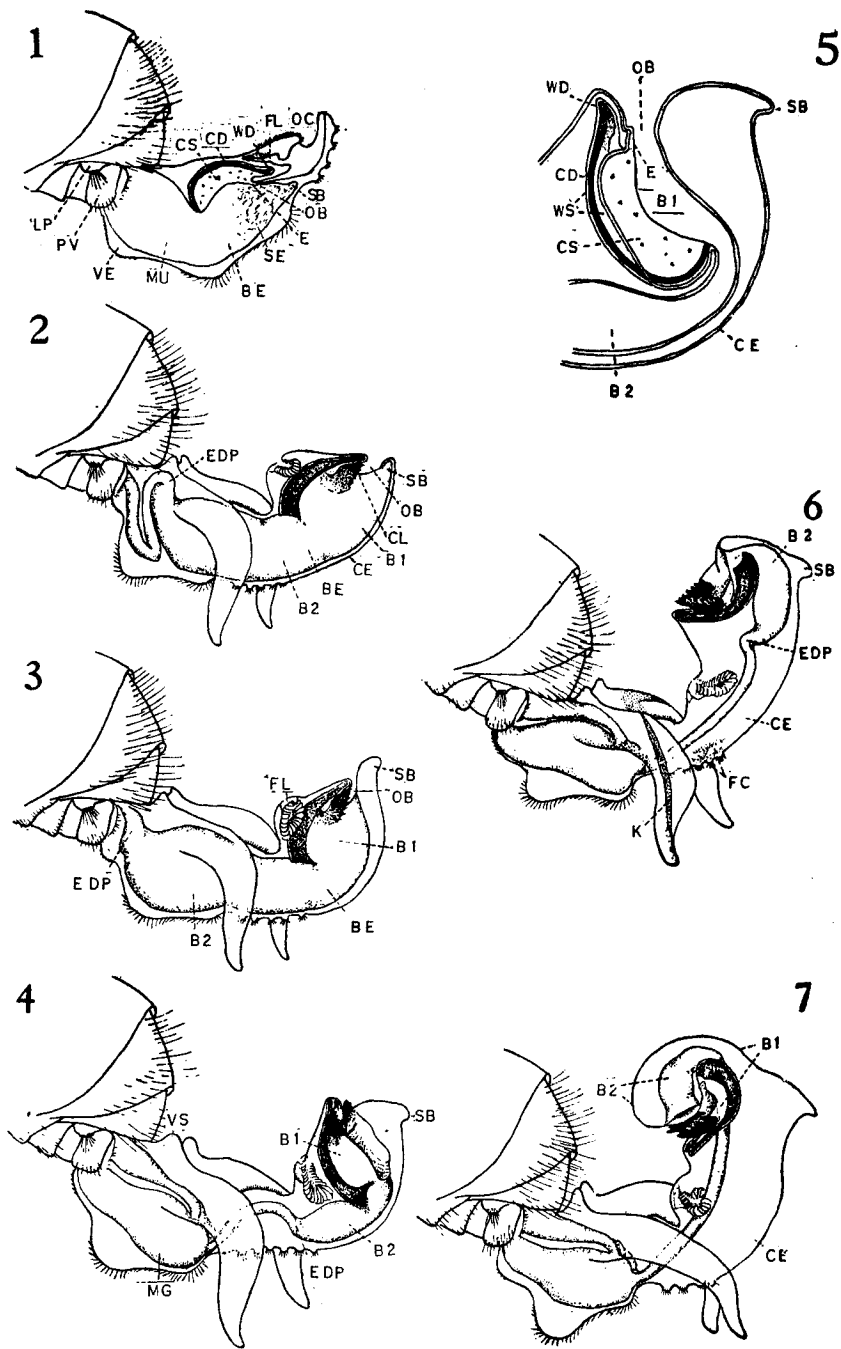 1
CS CD WD FL OC
SB
OB
E
SE
LP
PV
VE
MU
BE
2
EDP
SB
OB
CL
B1
CE
BE
B2
3
FL
SB
OB
B1
EDP
BE
B2
4
VS
SB
B1
B2
EDP
MG
5
OB
WD
SB
E
CD
B1
WS
CS
CE
B2
6
B2
SB
EDP
CE
FC
K
7
B1
B2
CE